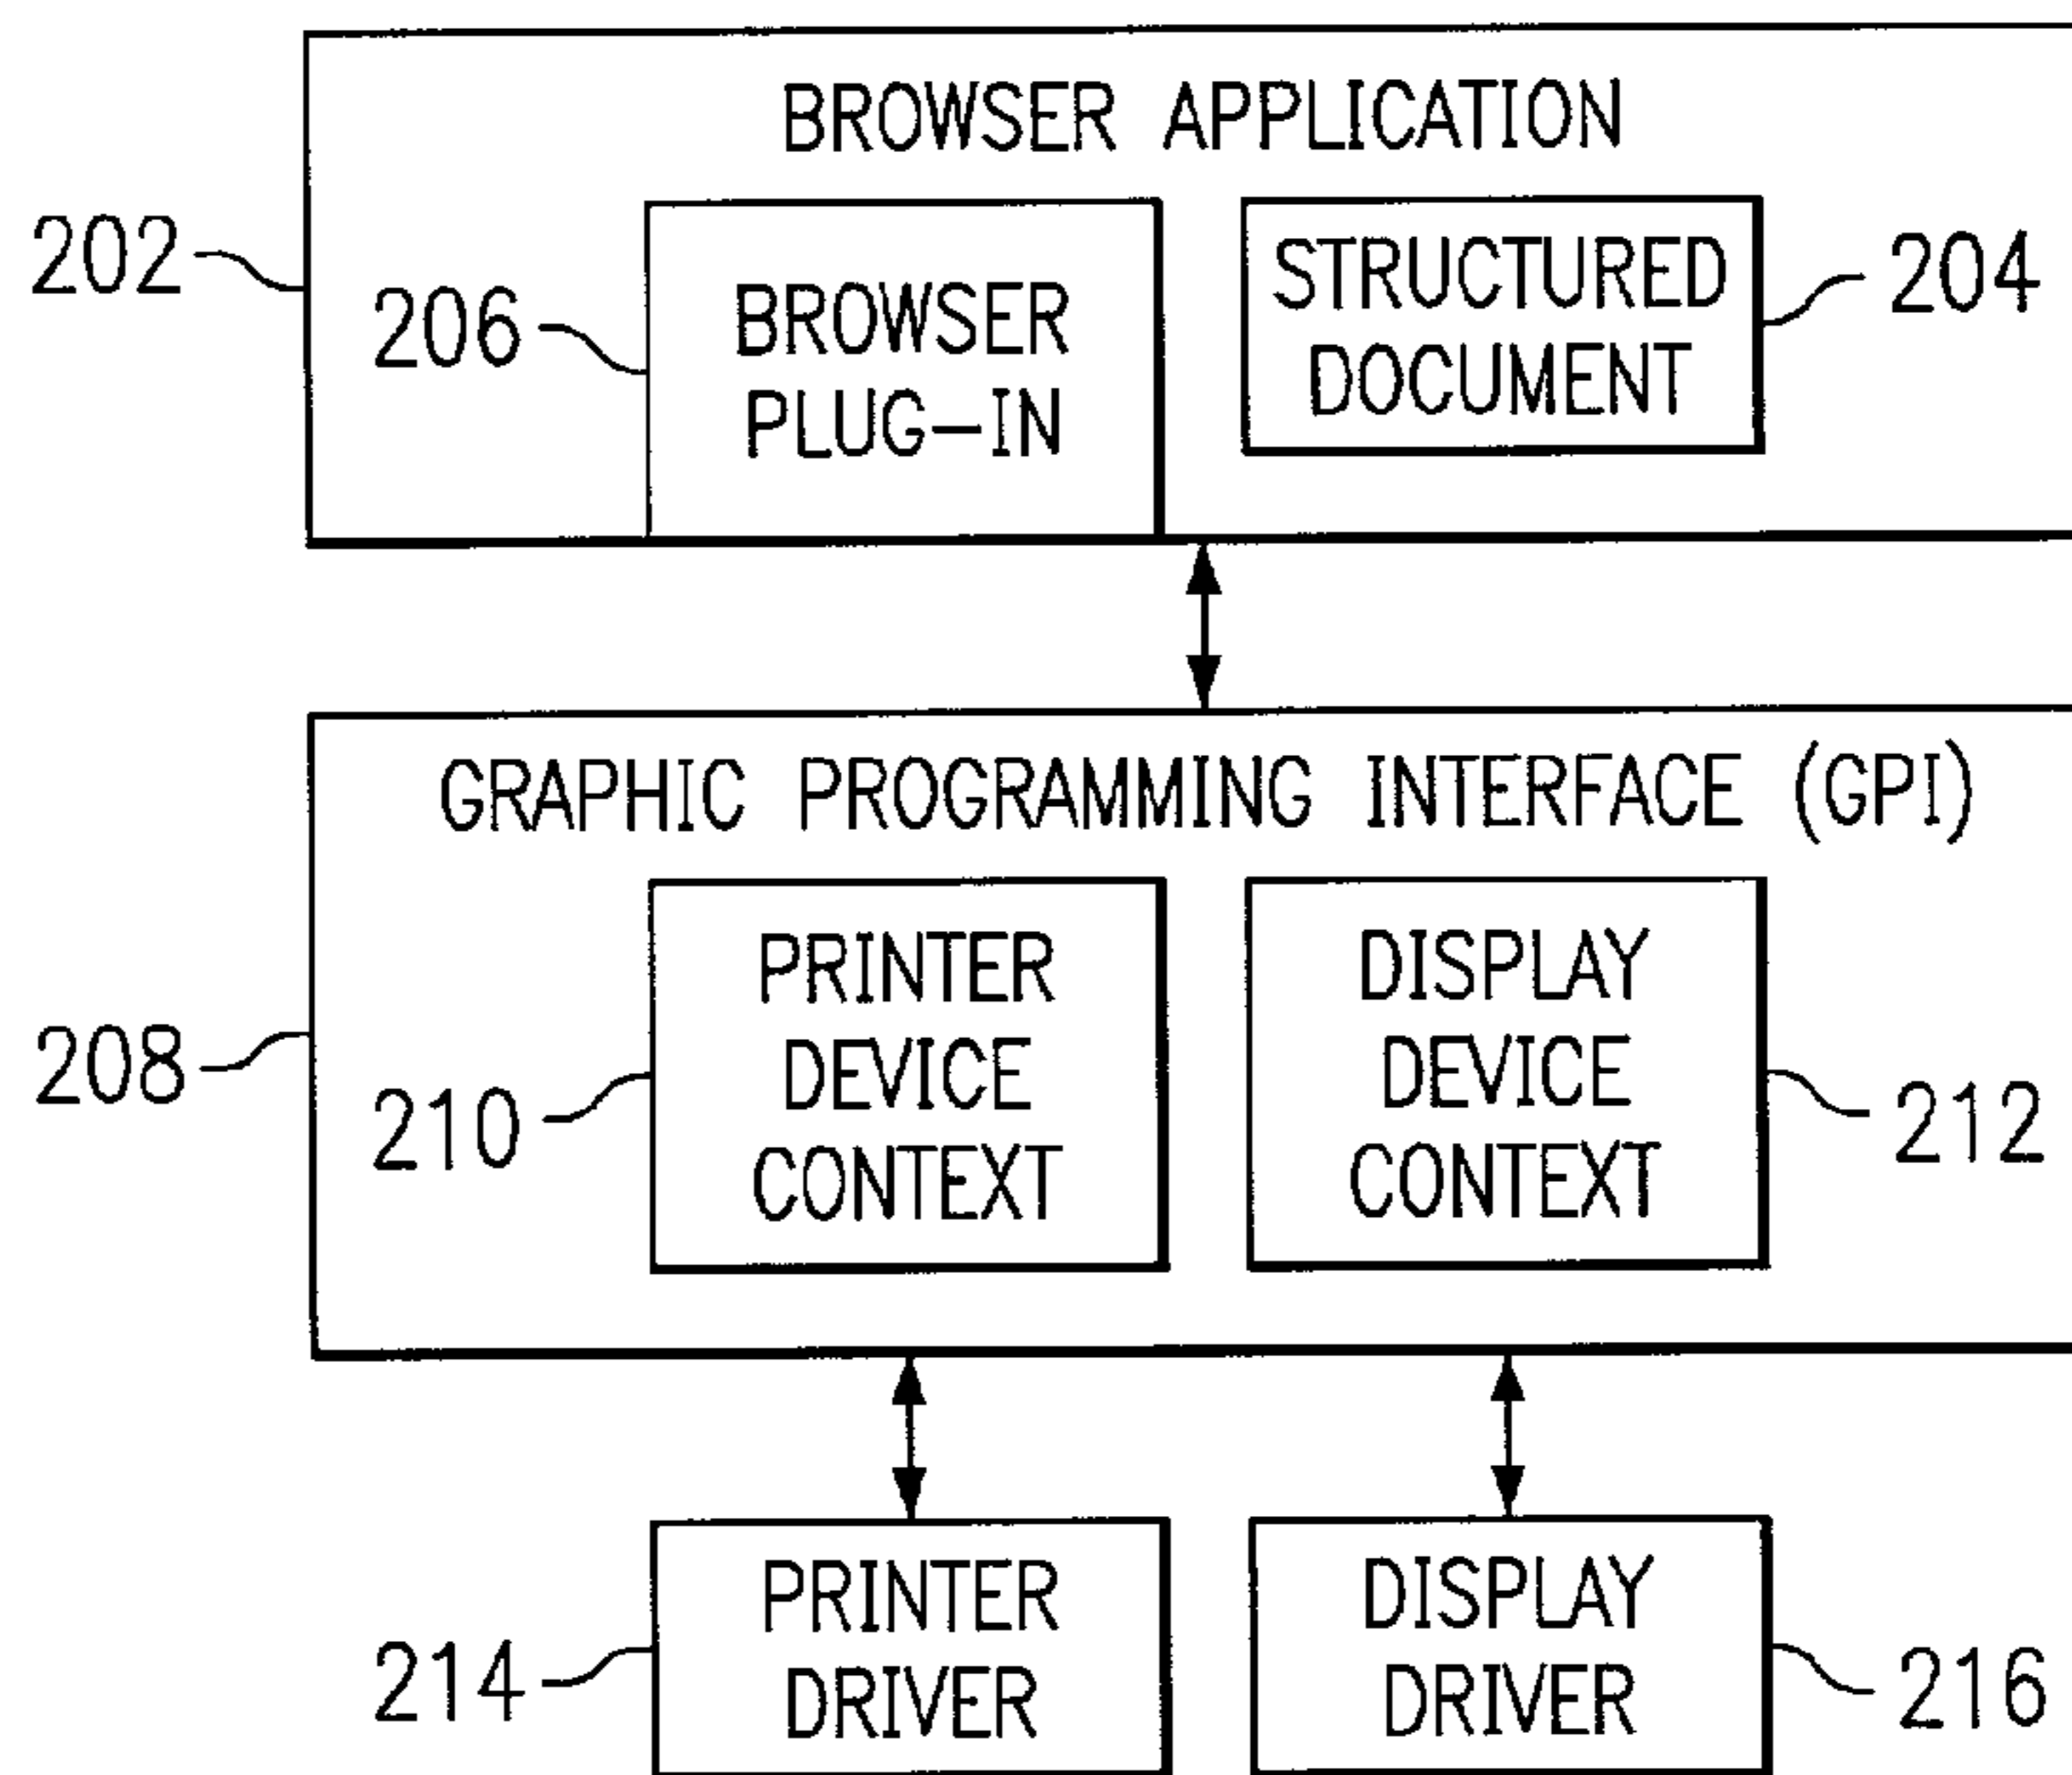 BROWSER APPLICATION
202
206
BROWSER
PLUG-IN
STRUCTURED
DOCUMENT
204
GRAPHIC PROGRAMMING INTERFACE (GPI)
208
210
PRINTER
DEVICE
CONTEXT
DISPLAY
DEVICE
CONTEXT
212
214
PRINTER
DRIVER
DISPLAY
DRIVER
216